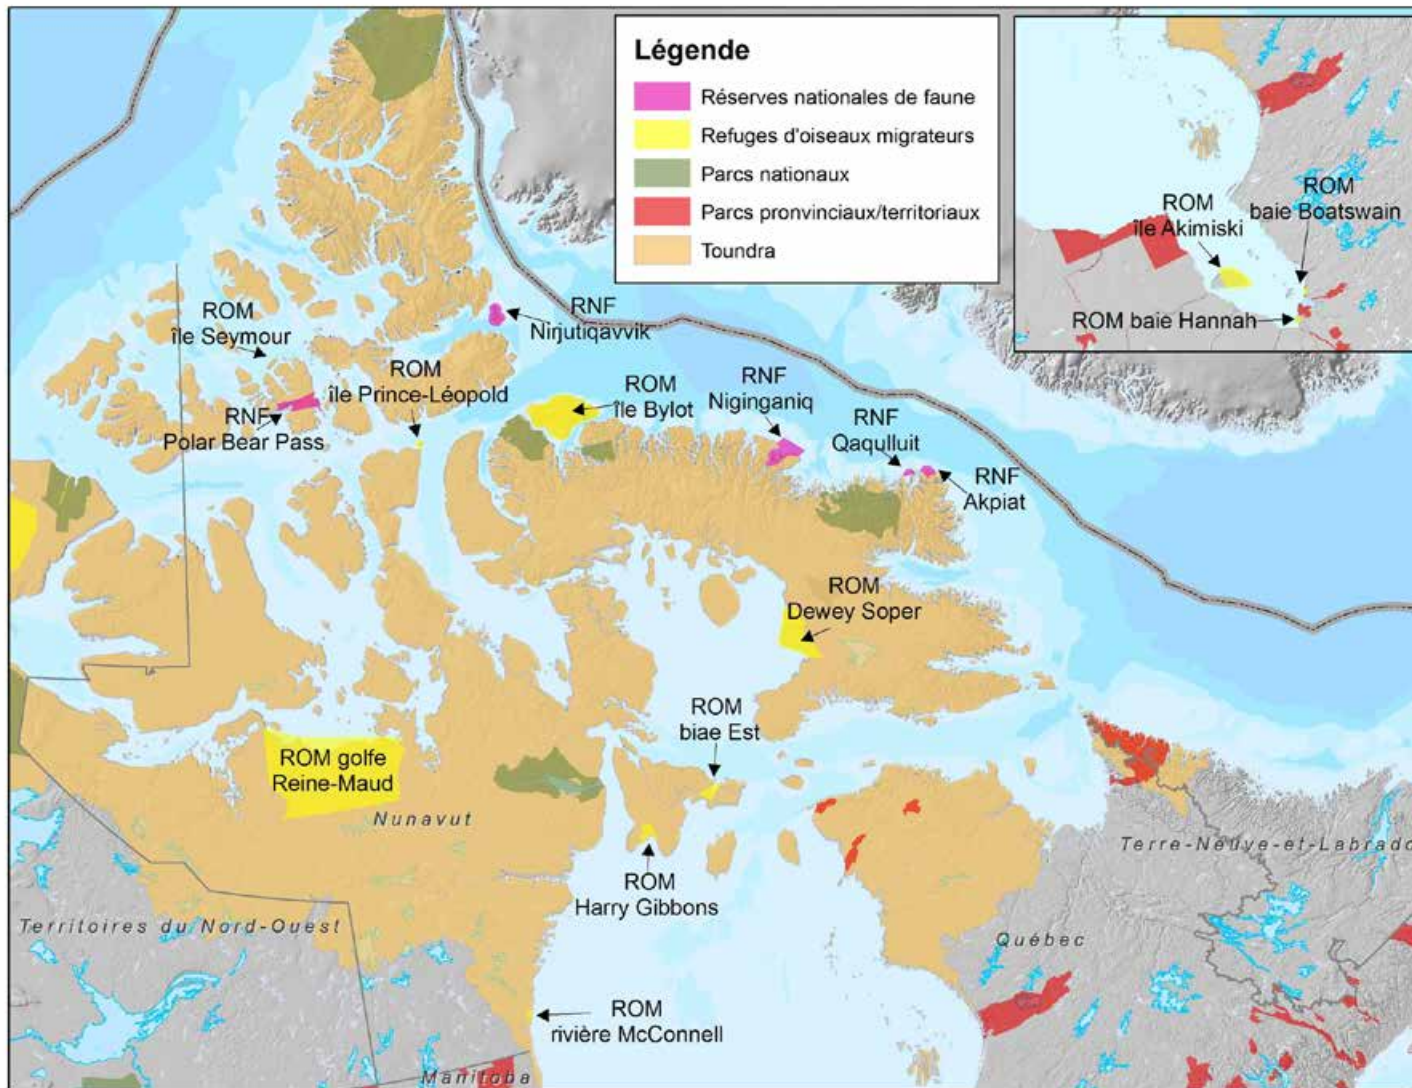 Légende
Réserves nationales de faune
Refuges d'oiseaux migrateurs
Parcs nationaux
Parcs pronvinciaux/territoriaux
Toundra
ROM
baie Boatswain
ROM
île Akimiski
ROM baie Hannah
RNF
Nirjutiqavvik
ROM
île Seymour
ROM
île Prince-Léopold
RNF
Polar Bear Pass
ROM
île Bylot
RNF
Niginganiq
RNF
Qaqulluit
RNF
Akpiat
ROM
Dewey Soper
ROM
biae Est
ROM golfe
Reine-Maud
Nunavut
ROM
Harry Gibbons
Terre-Neuve-et-Labrado
Territoires du Nord-Ouest
Québec
ROM
rivière McConnell
Manitoba